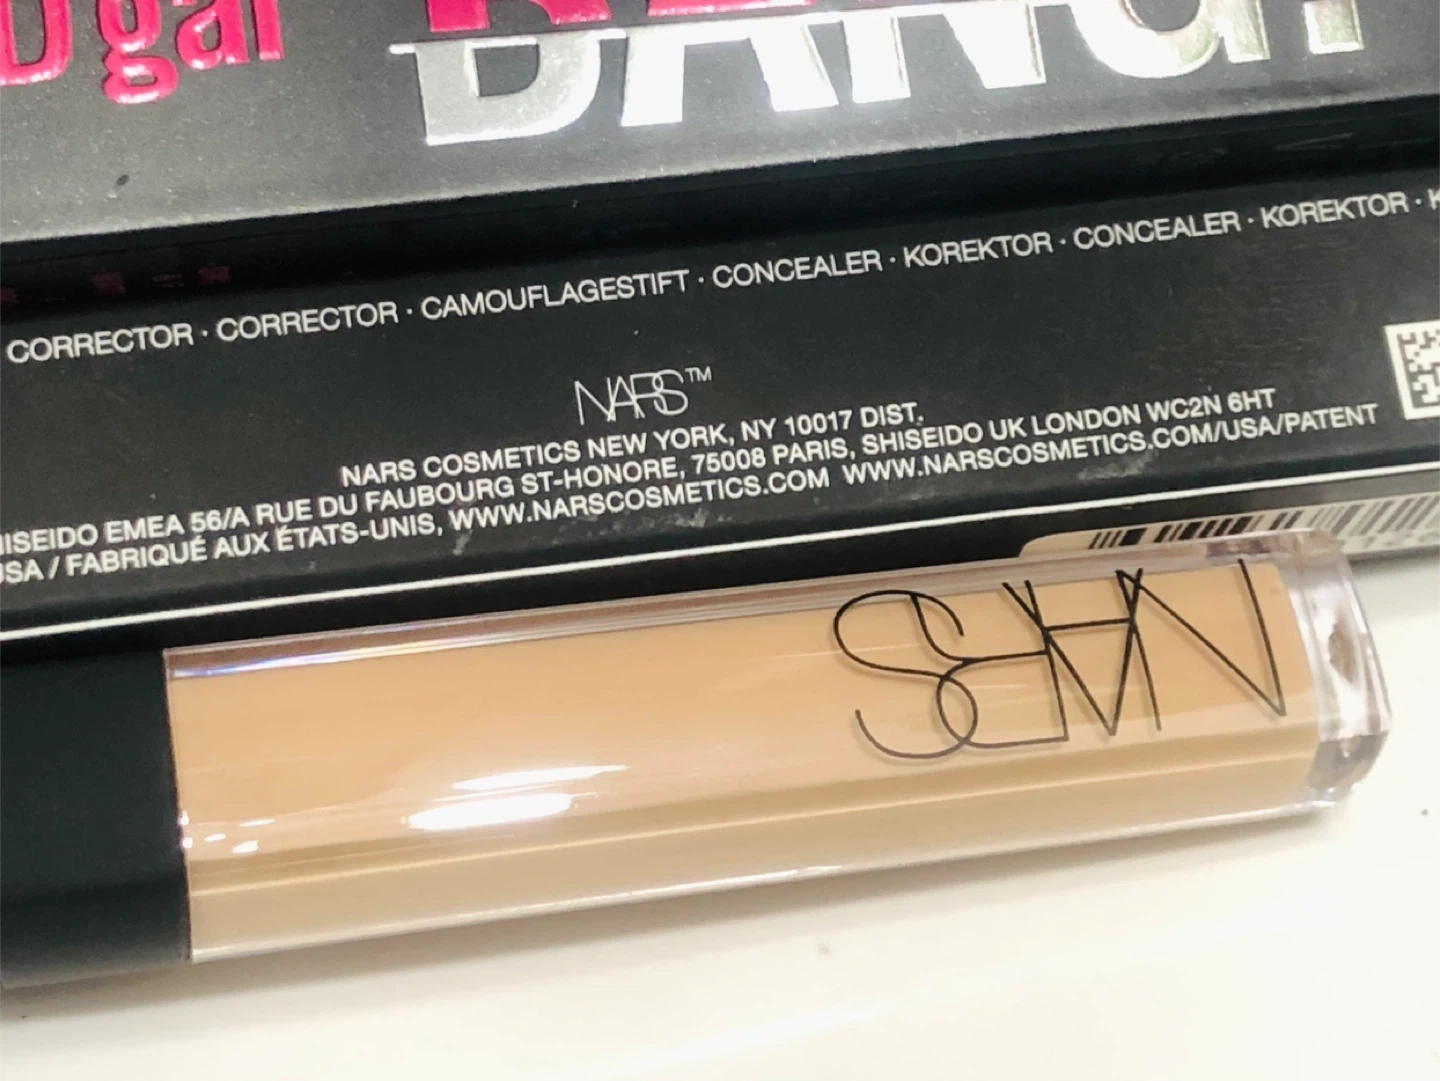 BANG!
CORRECTOR · CORRECTOR · CAMOUFLAGESTIFT · CONCEALER · KOREKTOR · CONCEALER · KOREKTOR ·
NARS™
NARS COSMETICS NEW YORK, NY 10017 DIST.
EMEA 56/A RUE DU FAUBOURG ST-HONORE, 75008 PARIS, SHISEIDO UK LONDON WC2N 6HT
USA / FABRIQUÉ AUX ÉTATS-UNIS, WWW.NARSCOSMETICS.COM WWW.NARSCOSMETICS.COM/USA/PATENT
NARS